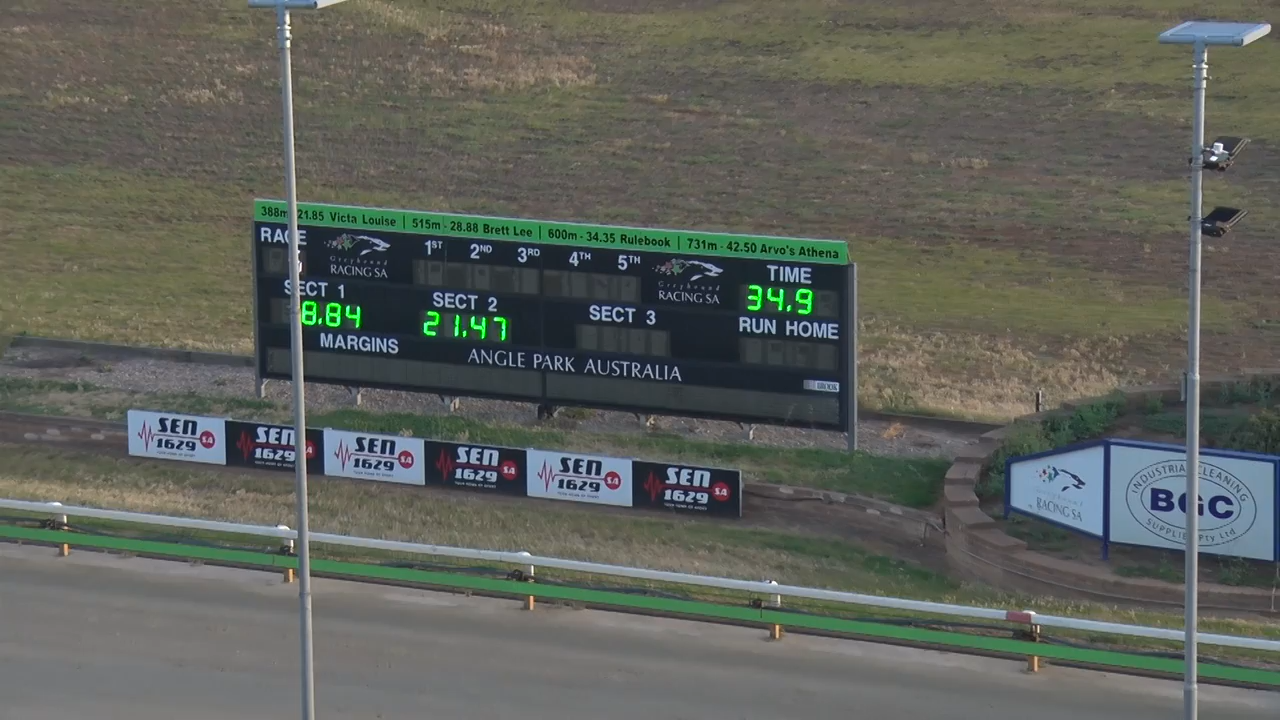 388m 21.85 Victa Louise | 515m - 28.88 Brett Lee | 600m - 34.35 Rulebook | 731m - 42.50 Arvo's Athena
RACE
Greyhound
RACING SA
1ST 2ND 3RD 4TH 5TH
Greyhound
RACING SA
TIME
34.9
SECT 1
8.84
SECT 2
21.47
SECT 3
RUN HOME
MARGINS
ANGLE PARK AUSTRALIA
SEN
1629 SA
SEN
1629
SEN
1629 SA
SEN
1629 SA
SEN
1629 SA
SEN
1629 SA
Greyhound
RACING SA
INDUSTRIAL CLEANING
BGC
SUPPLIES Pty Ltd